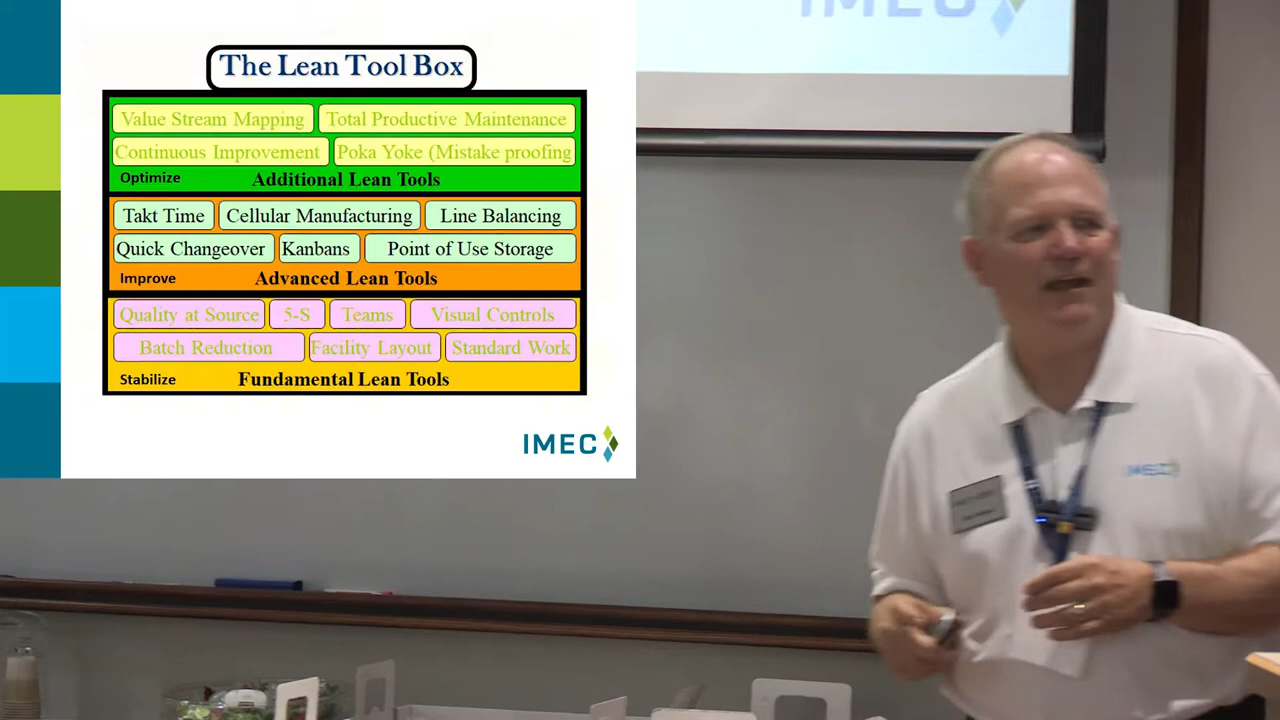 The Lean Tool Box
Value Stream Mapping
Total Productive Maintenance
Continuous Improvement
Poka Yoke (Mistake proofing
Optimize
Additional Lean Tools
Takt Time
Cellular Manufacturing
Line Balancing
Quick Changeover
Kanbans
Point of Use Storage
Improve
Advanced Lean Tools
Quality at Source
5-S
Teams
Visual Controls
Batch Reduction
Facility Layout
Standard Work
Stabilize
Fundamental Lean Tools
IMEC
IMEC
IMEC